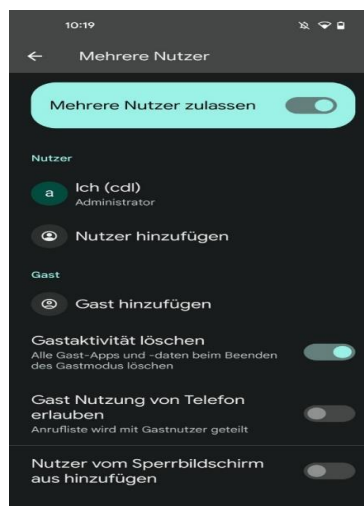 10:19
Mehrere Nutzer
Mehrere Nutzer zulassen
Nutzer
a
Ich (cdl)
Administrator
Nutzer hinzufügen
Gast
Gast hinzufügen
Gastaktivität löschen
Alle Gast-Apps und -daten beim Beenden
des Gastmodus löschen
Gast Nutzung von Telefon
erlauben
Anrufliste wird mit Gastnutzer geteilt
Nutzer vom Sperrbildschirm
aus hinzufügen